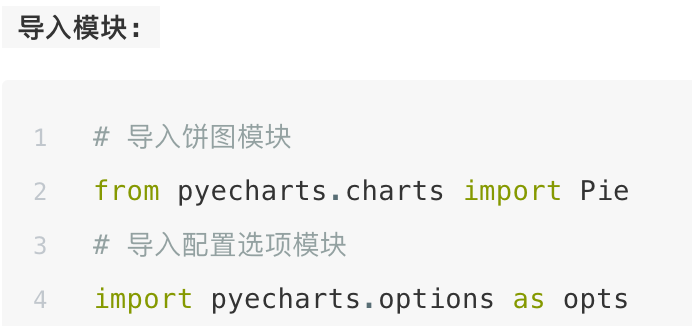 导入模块:
1 # 导入饼图模块
2 from pyecharts.charts import Pie
3 # 导入配置选项模块
4 import pyecharts.options as opts